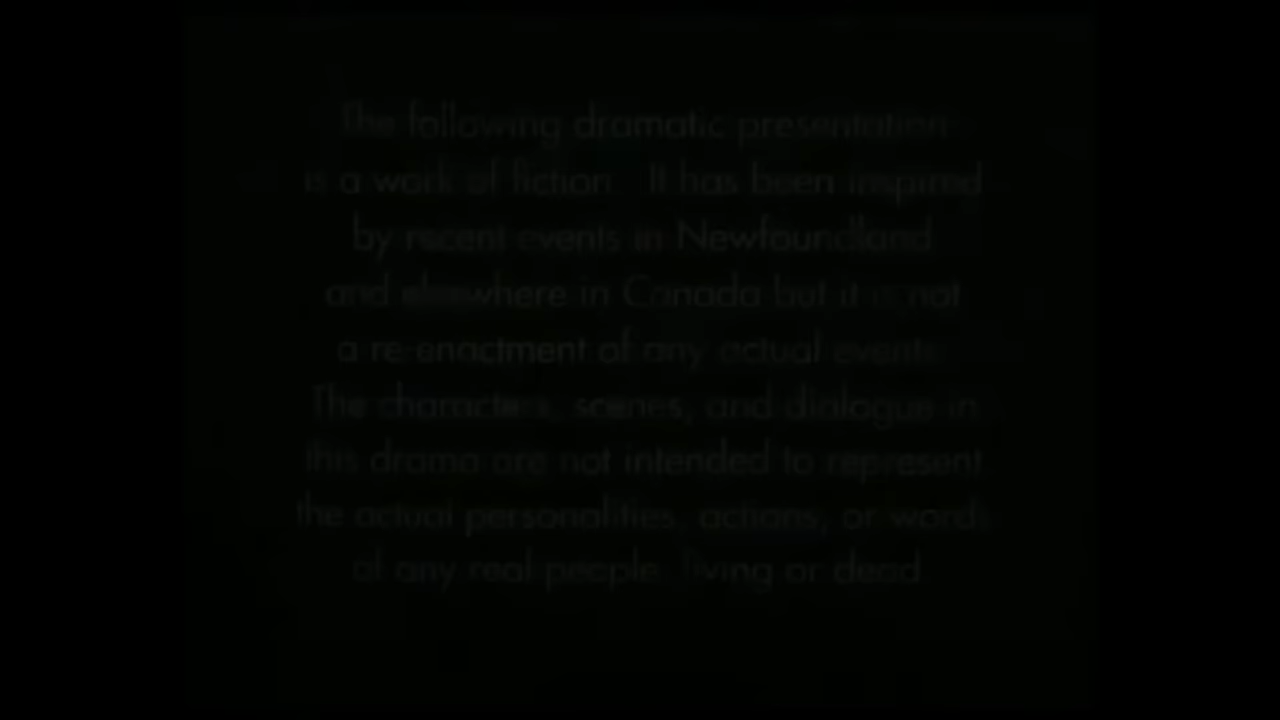 The following dramatic presentation
is a work of fiction. It has been inspired
by recent events in Newfoundland
and elsewhere in Canada but it is not
a re-enactment of any actual events.
The characters, scenes, and dialogue in
this drama are not intended to represent
the actual personalities, actions, or words
of any real people, living or dead.